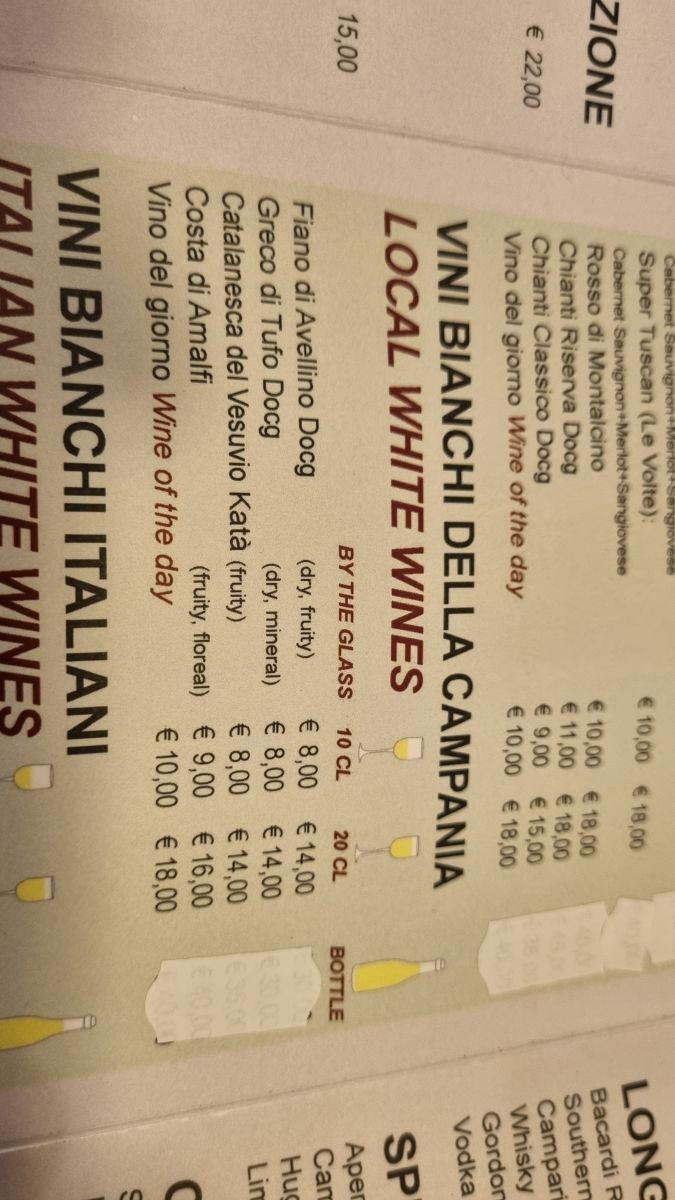 ZIONE
€ 22,00
15,00
Cabernet Sauvignon+Merlot+Sangiovese
Super Tuscan (Le Volte): € 10,00 € 18,00
Cabernet Sauvignon+Merlot+Sangiovese
Rosso di Montalcino € 10,00 € 18,00
Chianti Riserva Docg € 11,00 € 18,00
Chianti Classico Docg € 9,00 € 15,00
Vino del giorno Wine of the day € 10,00 € 18,00
VINI BIANCHI DELLA CAMPANIA
LOCAL WHITE WINES
BY THE GLASS 10 CL 20 CL BOTTLE
Fiano di Avellino Docg (dry, fruity) € 8,00 € 14,00
Greco di Tufo Docg (dry, mineral) € 8,00 € 14,00
Catalanesca del Vesuvio Katà (fruity) € 8,00 € 14,00
Costa di Amalfi (fruity, floreal) € 9,00 € 16,00
Vino del giorno Wine of the day € 10,00 € 18,00
VINI BIANCHI ITALIANI
ITALIAN WHITE WINES
LONG
Bacardi
Southern
Campari
Whisky
Gordon
Vodka
SP
Aper
Cam
Hug
Lim